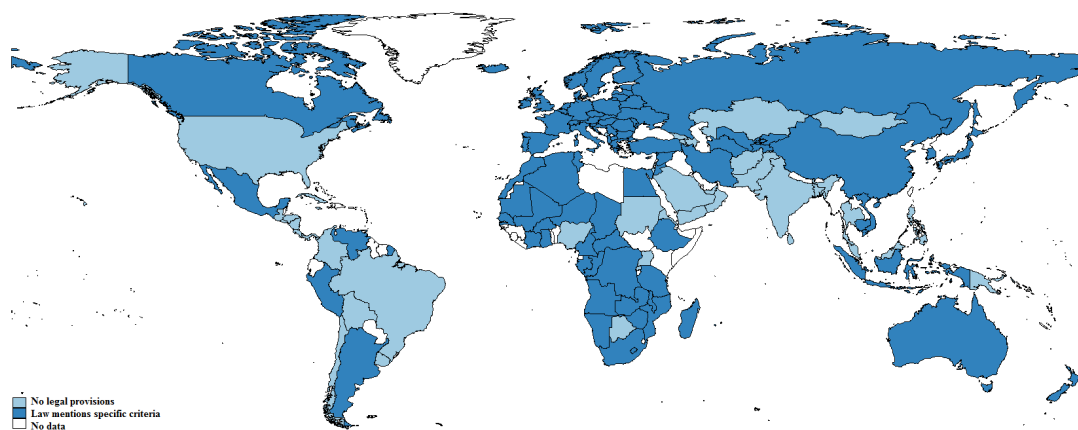 No legal provisions
Law mentions specific criteria
No data